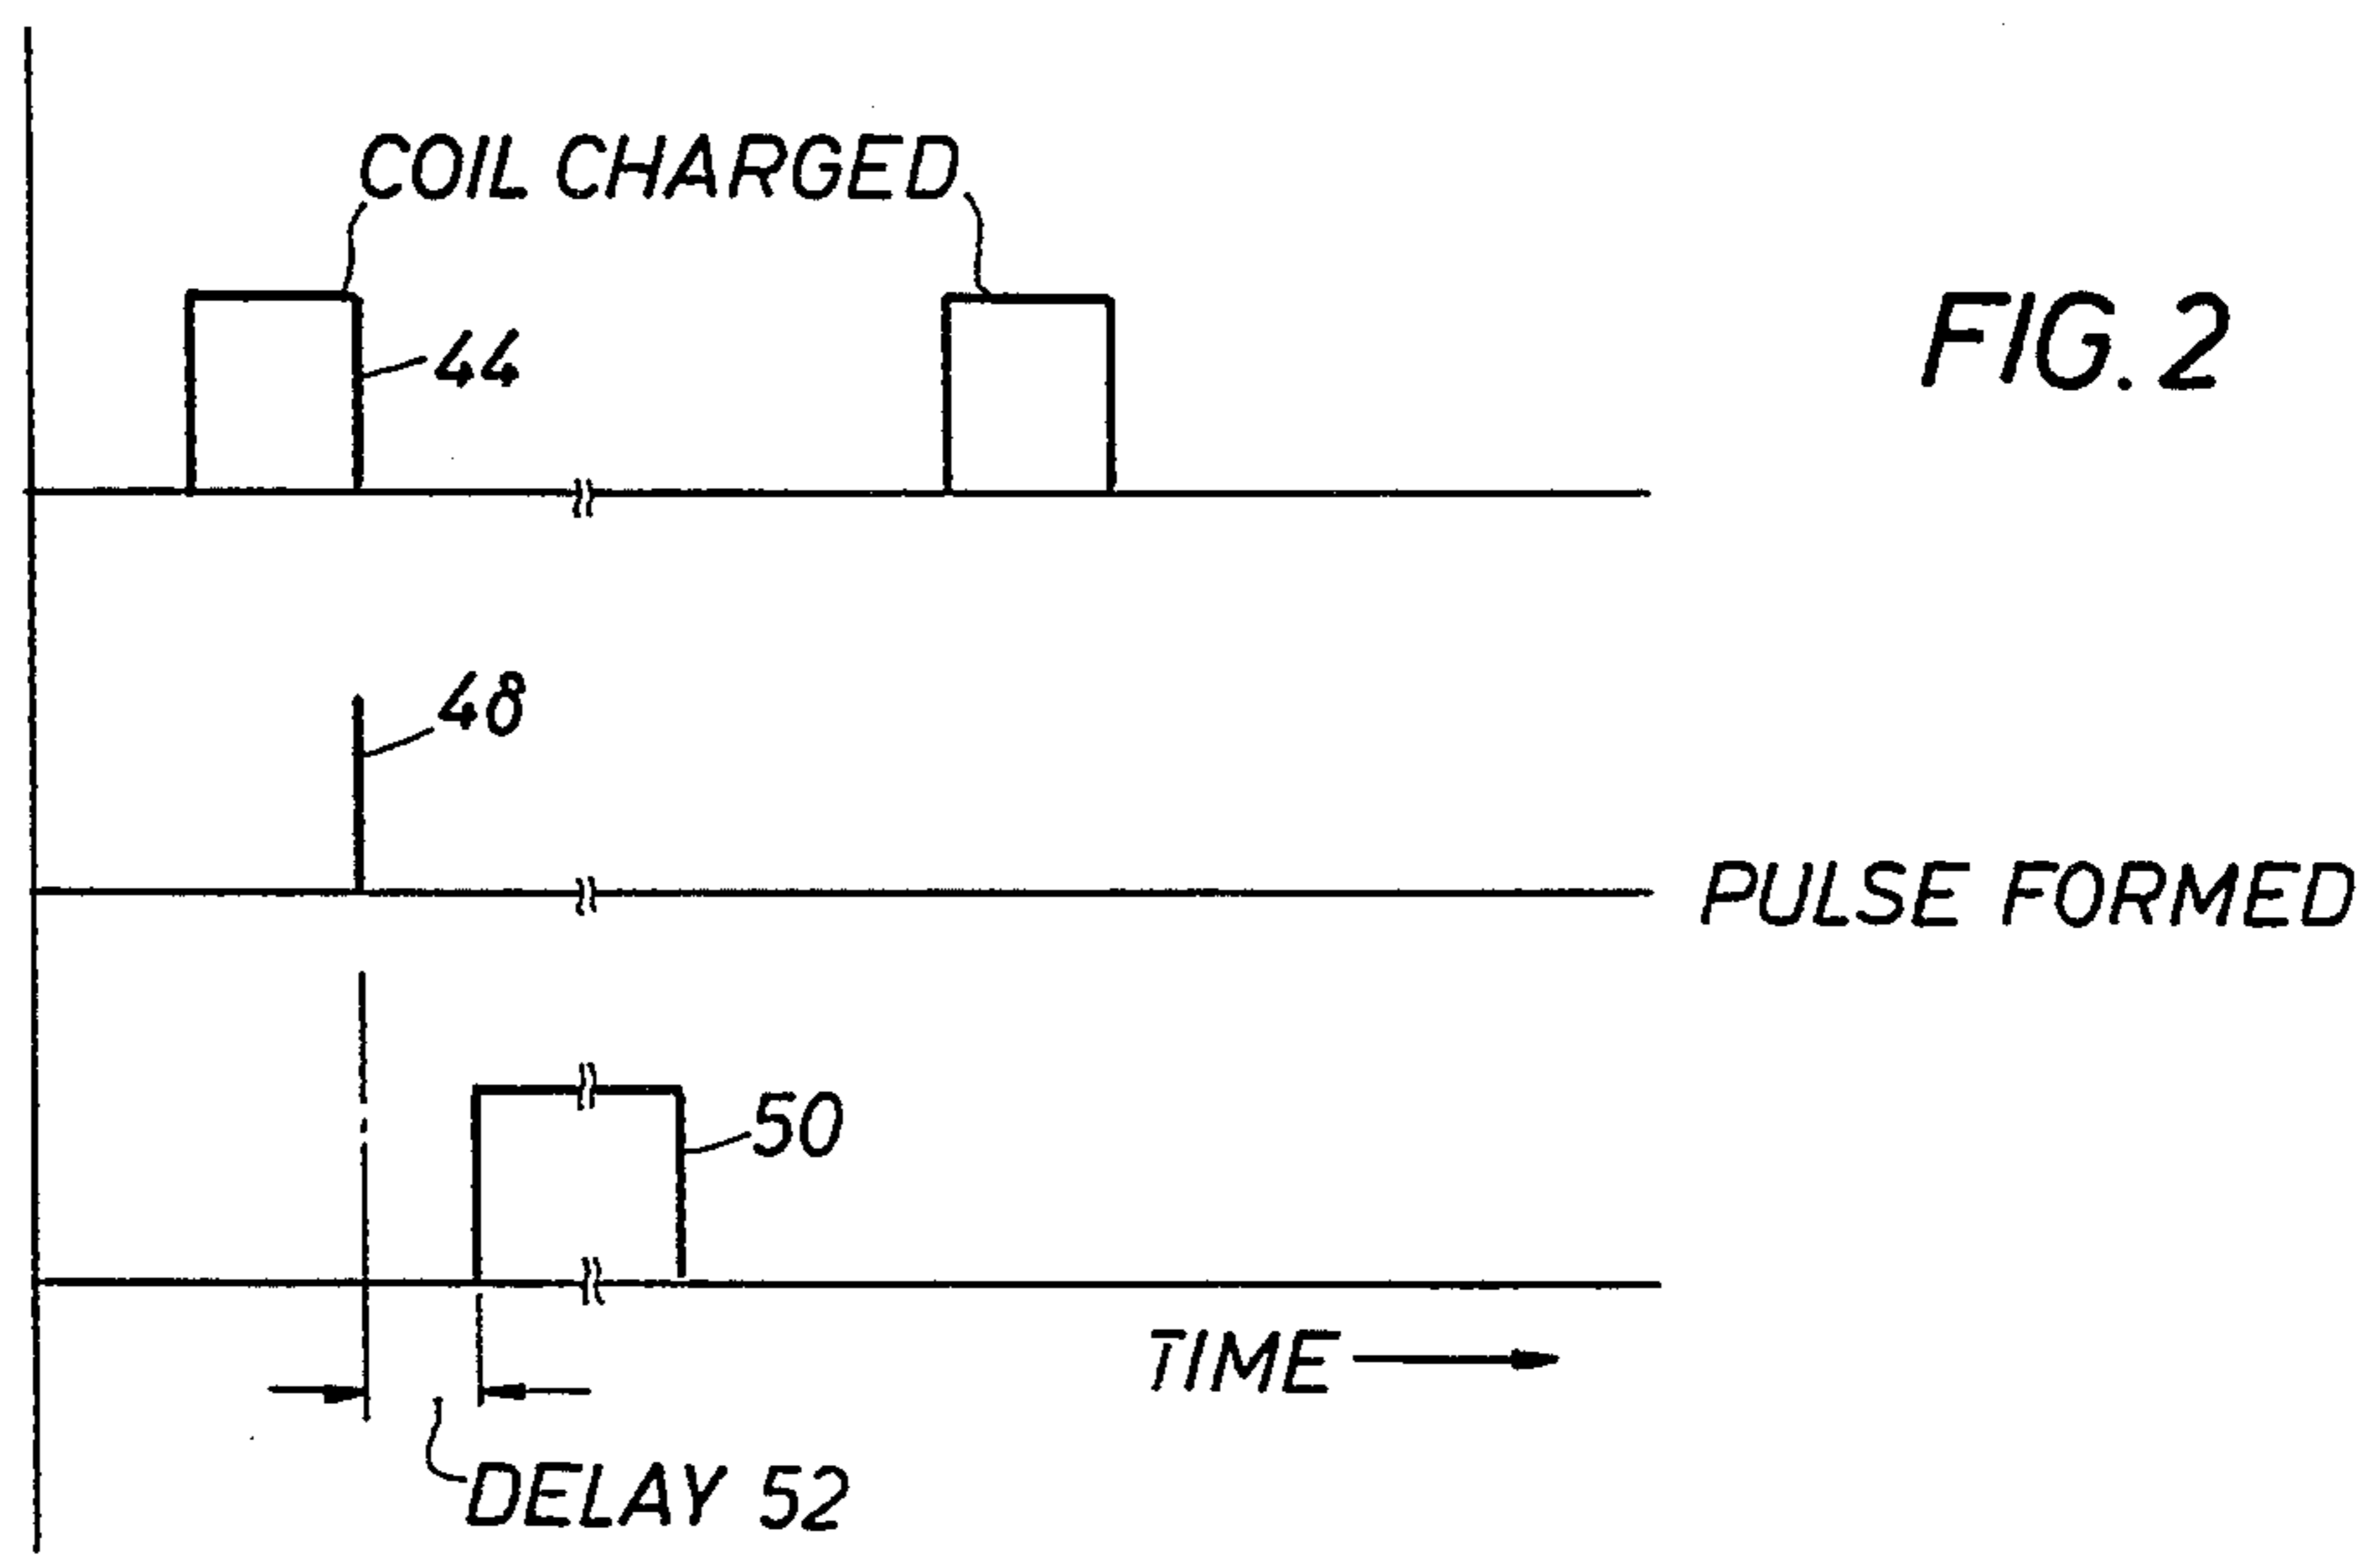 COIL CHARGED
44
FIG. 2
48
PULSE FORMED
50
TIME
DELAY 52